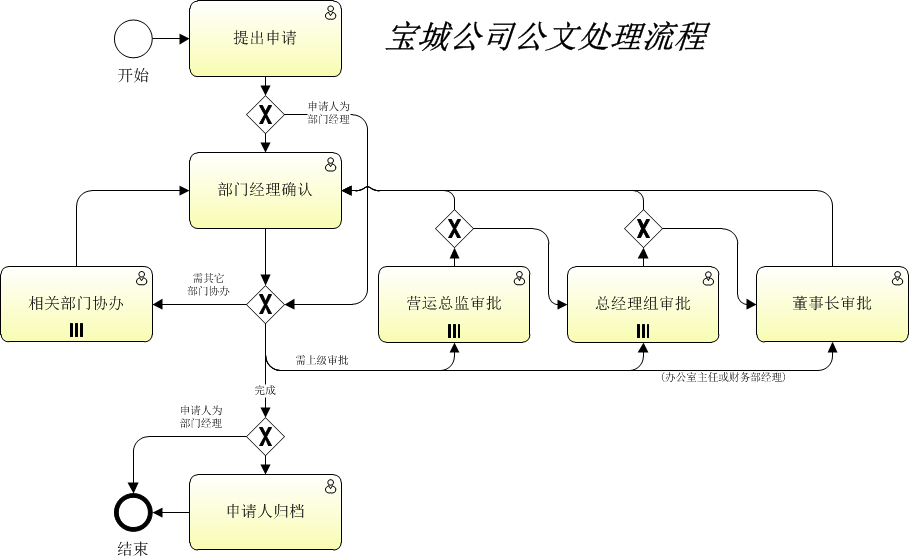 宝城公司公文处理流程
提出申请
开始
申请人为
部门经理
部门经理确认
需其它
部门协办
相关部门协办
营运总监审批
总经理组审批
董事长审批
需上级审批
(办公室主任或财务部经理)
完成
申请人为
部门经理
申请人归档
结束